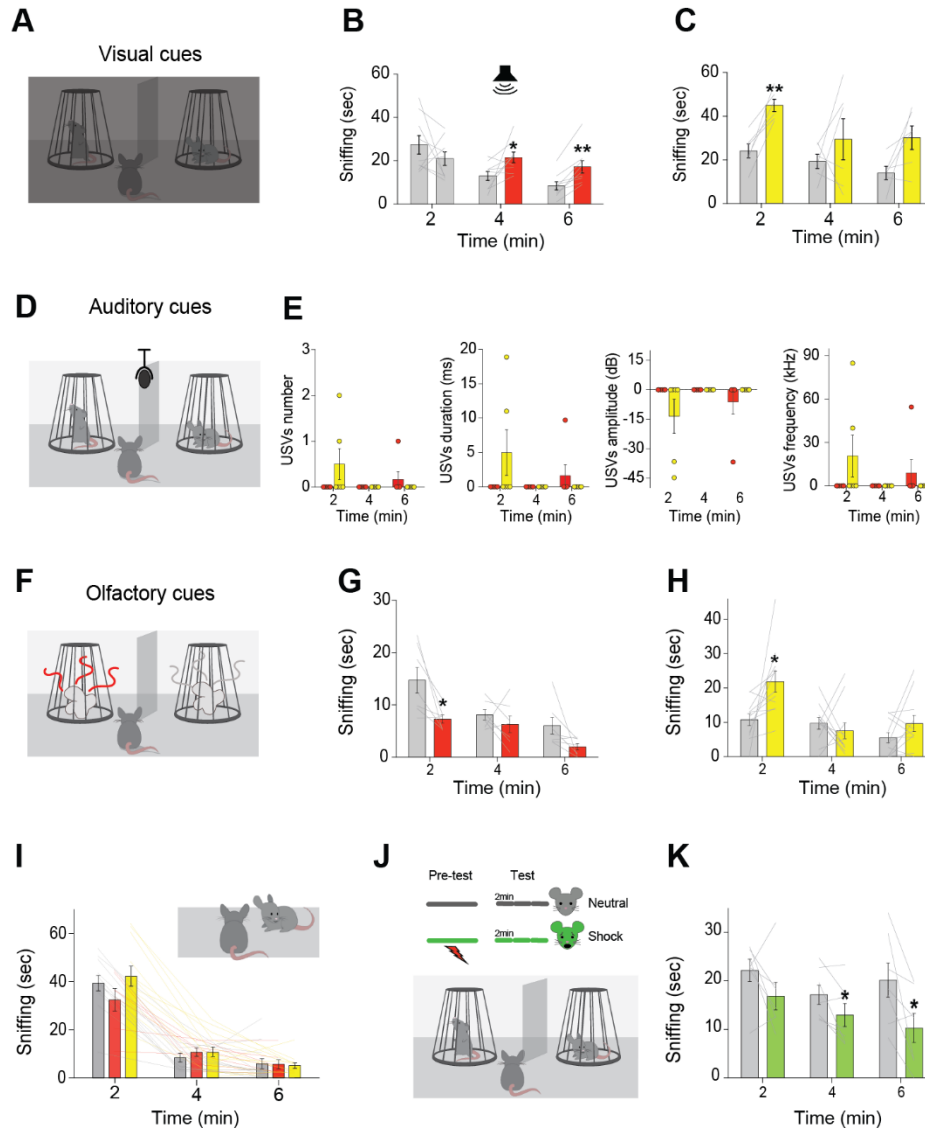 A
Visual cues
B
60
40
20
0
Sniffing (sec)
*
**
2
4
6
Time (min)
C
60
40
20
0
Sniffing (sec)
**
2
4
6
Time (min)
D
Auditory cues
E
3
2
1
0
USVs number
2
4
6
Time (min)
20
15
10
5
0
USVs duration (ms)
2
4
6
Time (min)
15
0
-15
-30
-45
USVs amplitude (dB)
2
4
6
Time (min)
90
60
30
0
USVs frequency (kHz)
2
4
6
Time (min)
F
Olfactory cues
G
30
20
10
0
Sniffing (sec)
*
2
4
6
Time (min)
H
40
30
20
10
0
Sniffing (sec)
*
2
4
6
Time (min)
I
60
40
20
0
Sniffing (sec)
2
4
6
Time (min)
J
Pre-test
Test
2min
Neutral
2min
Shock
K
30
20
10
0
Sniffing (sec)
*
*
2
4
6
Time (min)